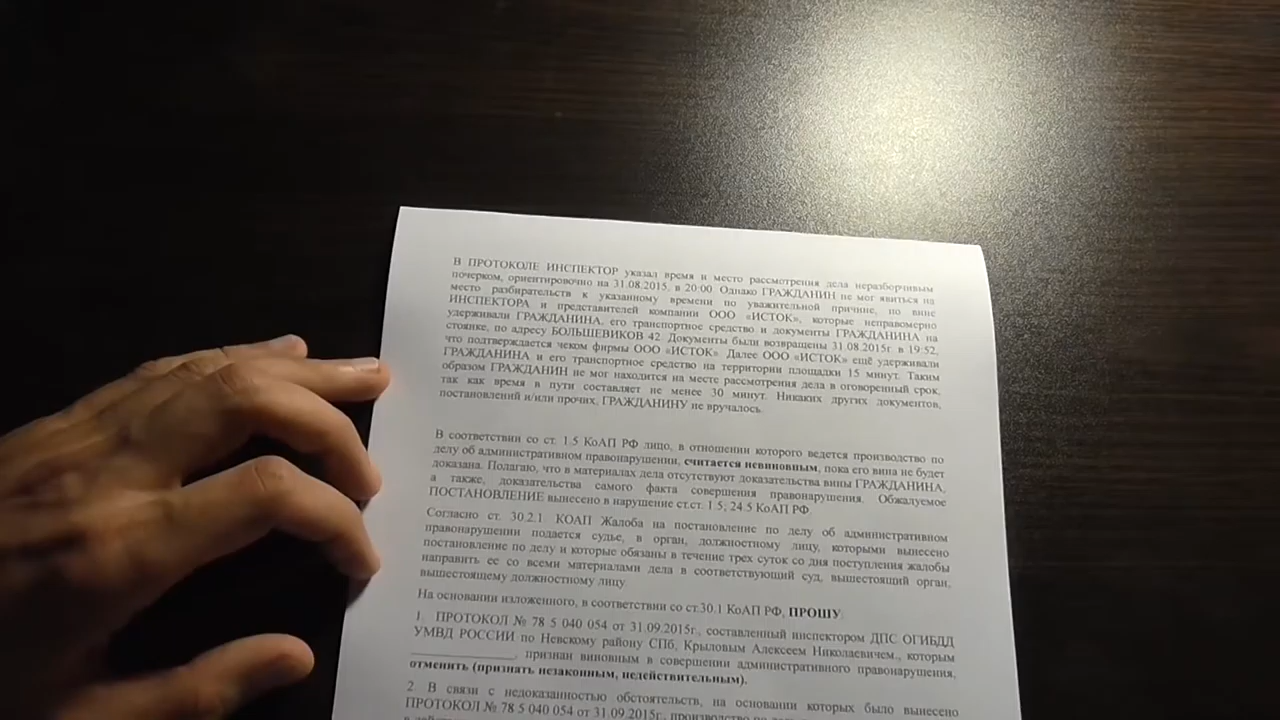 В ПРОТОКОЛЕ ИНСПЕКТОР указал время и место рассмотрения дела неразборчивым
почерком, ориентировочно на 31.08.2015, в 20:00. Однако ГРАЖДАНИН не мог явиться на
место разбирательств к указанному времени по уважительной причине, по вине
ИНСПЕКТОРА и представителей компании ООО «ИСТОК», которые неправомерно
удерживали ГРАЖДАНИНА, его транспортное средство и документы ГРАЖДАНИНА на
стоянке, по адресу БОЛЬШЕВИКОВ 42. Документы были возвращены 31.08.2015г. в 19:52,
что подтверждается чеком фирмы ООО «ИСТОК». Далее ООО «ИСТОК» ещё удерживали
ГРАЖДАНИНА и его транспортное средство на территории площадки 15 минут. Таким
образом ГРАЖДАНИН не мог находится на месте рассмотрения дела в оговоренный срок,
так как время в пути составляет не менее 30 минут. Никаких других документов,
постановлений и/или прочих, ГРАЖДАНИНУ не вручалось.
В соответствии со ст. 1.5 КоАП РФ лицо, в отношении которого ведется производство по
делу об административном правонарушении, считается невиновным, пока его вина не будет
доказана. Полагаю, что в материалах дела отсутствуют доказательства вины ГРАЖДАНИНА,
а также, доказательства самого факта совершения правонарушения. Обжалуемое
ПОСТАНОВЛЕНИЕ вынесено в нарушение ст.ст. 1.5, 24.5 КоАП РФ.
Согласно ст. 30.2.1 КОАП Жалоба на постановление по делу об административном
правонарушении подается судье, в орган, должностному лицу, которыми вынесено
постановление по делу и которые обязаны в течение трех суток со дня поступления жалобы
направить ее со всеми материалами дела в соответствующий суд, вышестоящий орган,
вышестоящему должностному лицу.
На основании изложенного, в соответствии со ст.30.1 КоАП РФ, ПРОШУ:
1. ПРОТОКОЛ № 78 5 040 054 от 31.09.2015г., составленный инспектором ДПС ОГИБДД
УМВД РОССИИ по Невскому району СПб, Крыловым Алексеем Николаевичем., которым
_______________, признан виновным в совершении административного правонарушения,
отменить (признать незаконным, недействительным).
2. В связи с недоказанностью обстоятельств, на основании которых было вынесено
ПРОТОКОЛ № 78 5 040 054 от 31.09.2015г., производство по